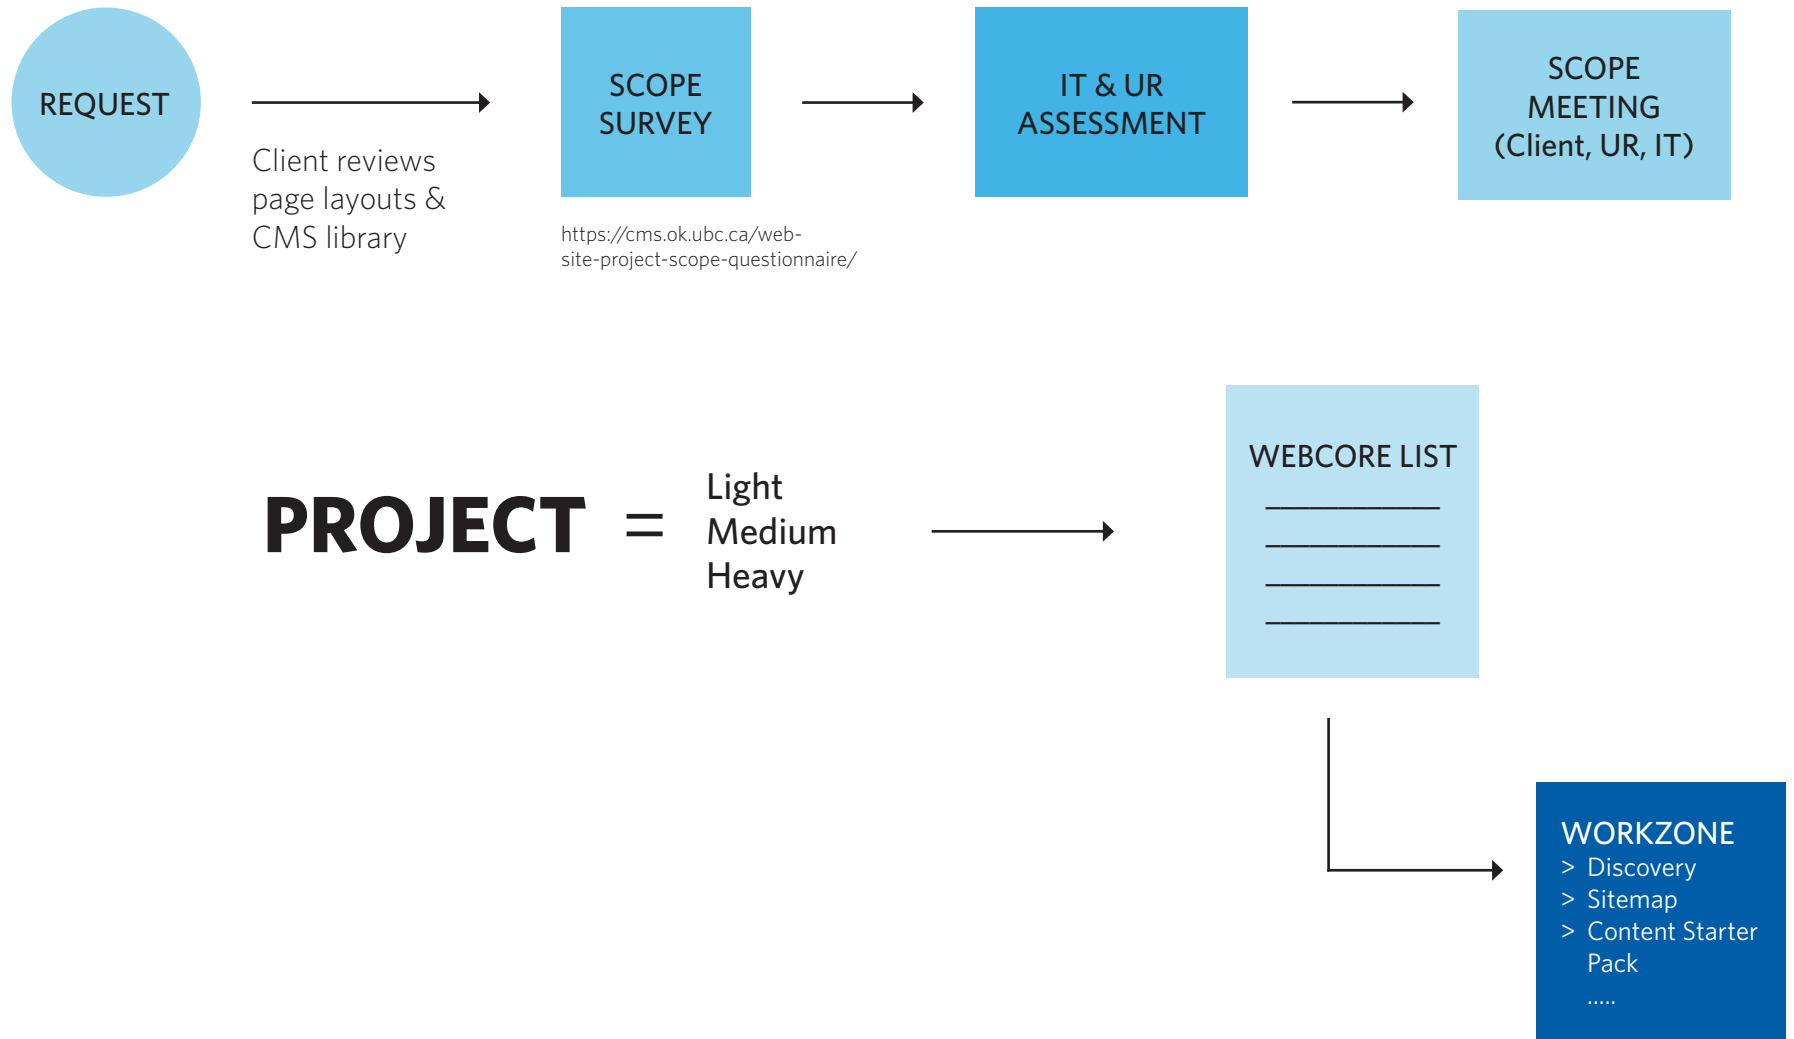 REQUEST
Client reviews
page layouts &
CMS library
SCOPE
SURVEY
https://cms.ok.ubc.ca/web-
site-project-scope-questionnaire/
IT & UR
ASSESSMENT
SCOPE
MEETING
(Client, UR, IT)
PROJECT =
Light
Medium
Heavy
WEBCORE LIST
WORKZONE
> Discovery
> Sitemap
> Content Starter
Pack
.....